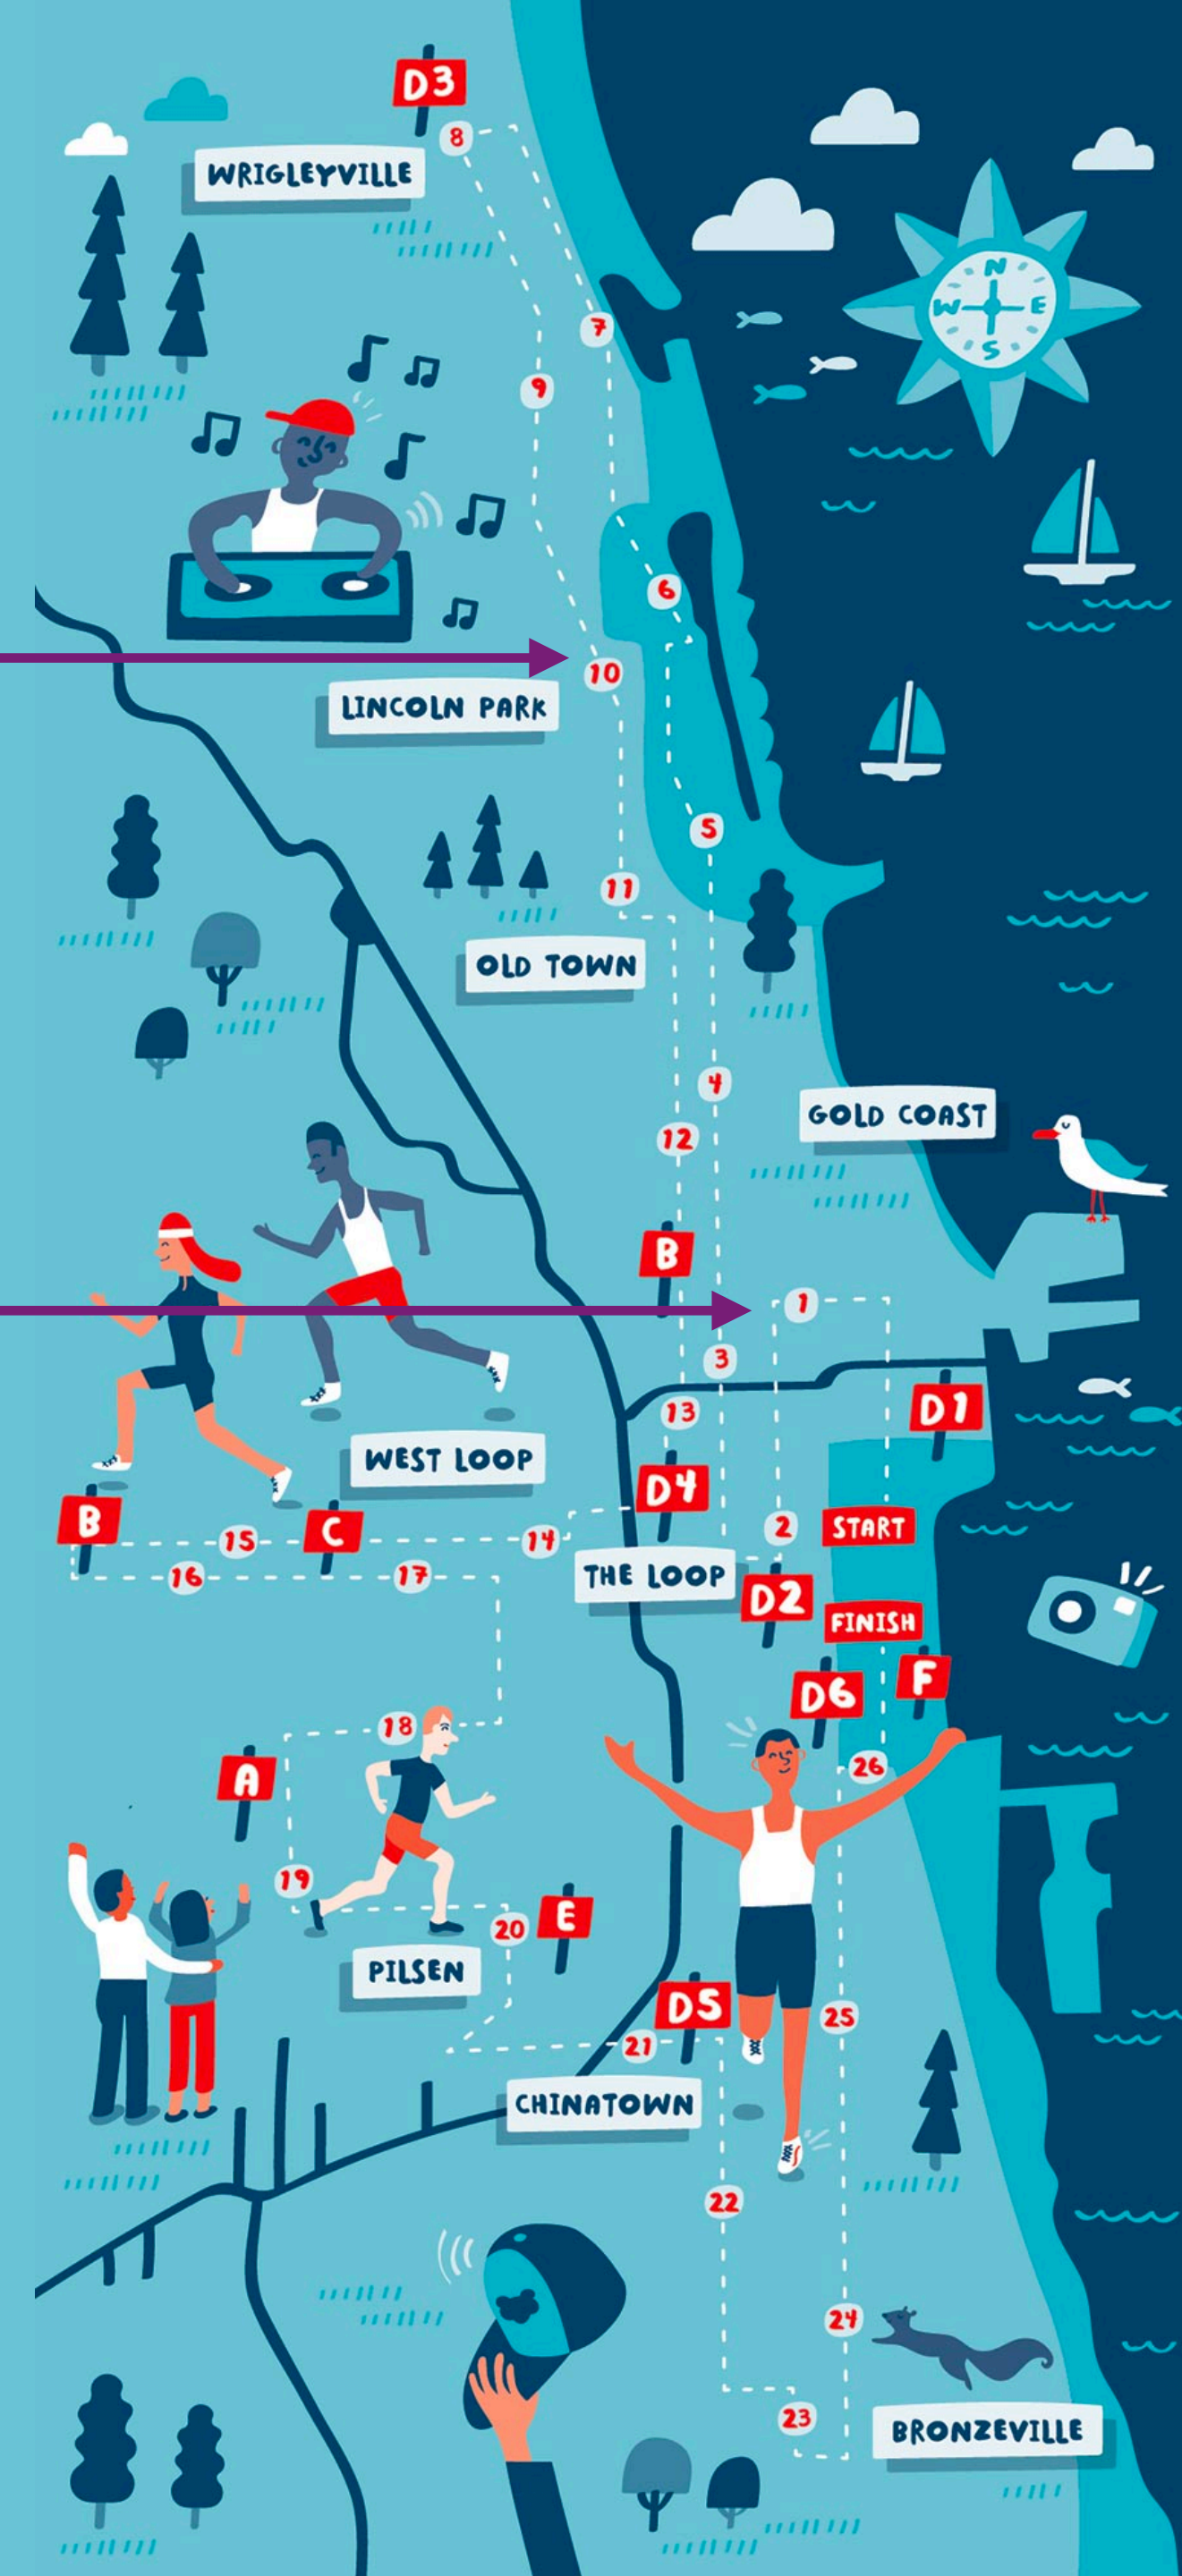 D3
8
WRIGLEYVILLE
N
W E
S
7
9
6
10
LINCOLN PARK
5
11
OLD TOWN
4
GOLD COAST
12
B
1
3
13
D1
WEST LOOP
D4
B
C
15
14
2
START
16
17
THE LOOP
D2
FINISH
D6
F
18
26
A
19
20
E
PILSEN
D5
25
21
CHINATOWN
22
24
23
BRONZEVILLE